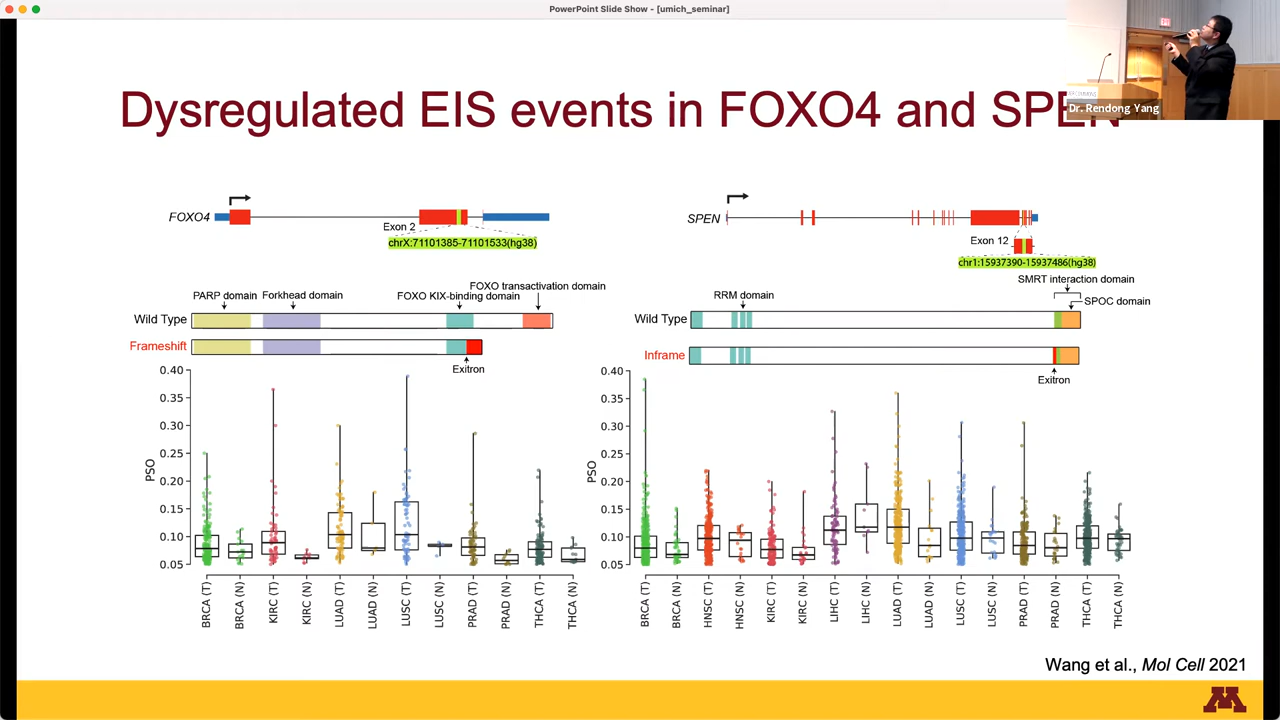 PowerPoint Slide Show - [umich_seminar]
Dr. Rendong Yang
Dysregulated EIS events in FOXO4 and SPEN
FOXO4
Exon 2
chrX:71101385-71101533(hg38)
PARP domain
Forkhead domain
FOXO KIX-binding domain
FOXO transactivation domain
Wild Type
Frameshift
Exitron
PSO
0.40
0.35
0.30
0.25
0.20
0.15
0.10
0.05
BRCA (T)
BRCA (N)
KIRC (T)
KIRC (N)
LUAD (T)
LUAD (N)
LUSC (T)
LUSC (N)
PRAD (T)
PRAD (N)
THCA (T)
THCA (N)
SPEN
Exon 12
chr1:15937390-15937486(hg38)
SMRT interaction domain
RRM domain
SPOC domain
Wild Type
Inframe
Exitron
PSO
0.40
0.35
0.30
0.25
0.20
0.15
0.10
0.05
BRCA (T)
BRCA (N)
HNSC (T)
HNSC (N)
KIRC (T)
KIRC (N)
LIHC (T)
LIHC (N)
LUAD (T)
LUAD (N)
LUSC (T)
LUSC (N)
PRAD (T)
PRAD (N)
THCA (T)
THCA (N)
Wang et al., Mol Cell 2021